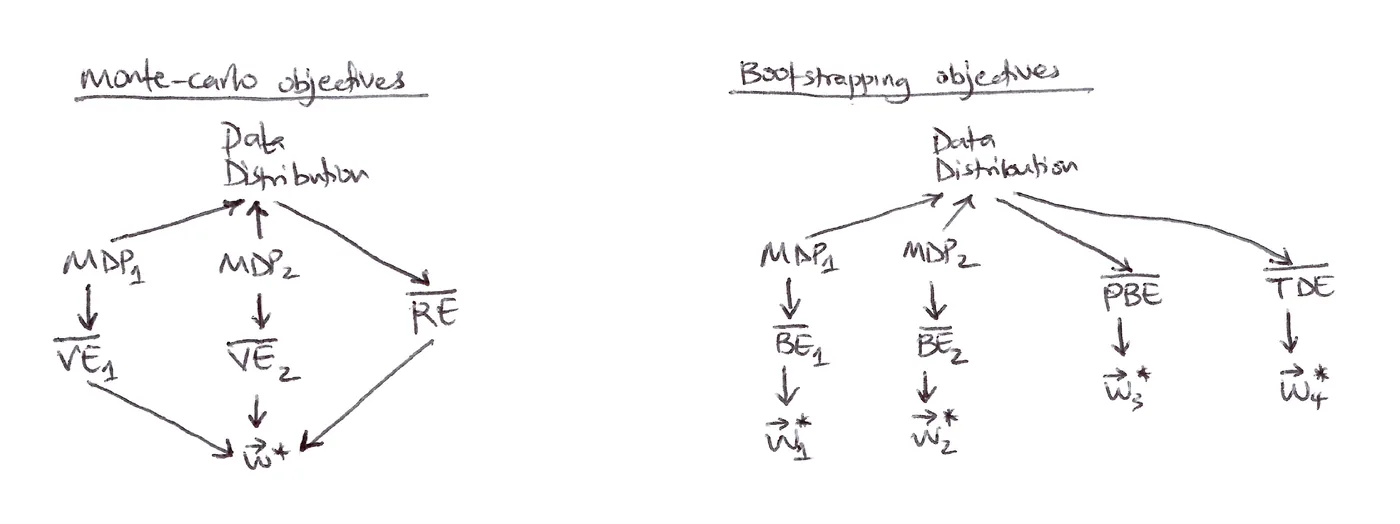 Monte-carlo objectives
Data
Distribution
MDP₁
MDP₂
RE
VE₁
VE₂
w*
Bootstrapping objectives
Data
Distribution
MDP₁
MDP₂
PBE
TDE
BE₁
BE₂
w₃*
w₄*
w₁*
w₂*